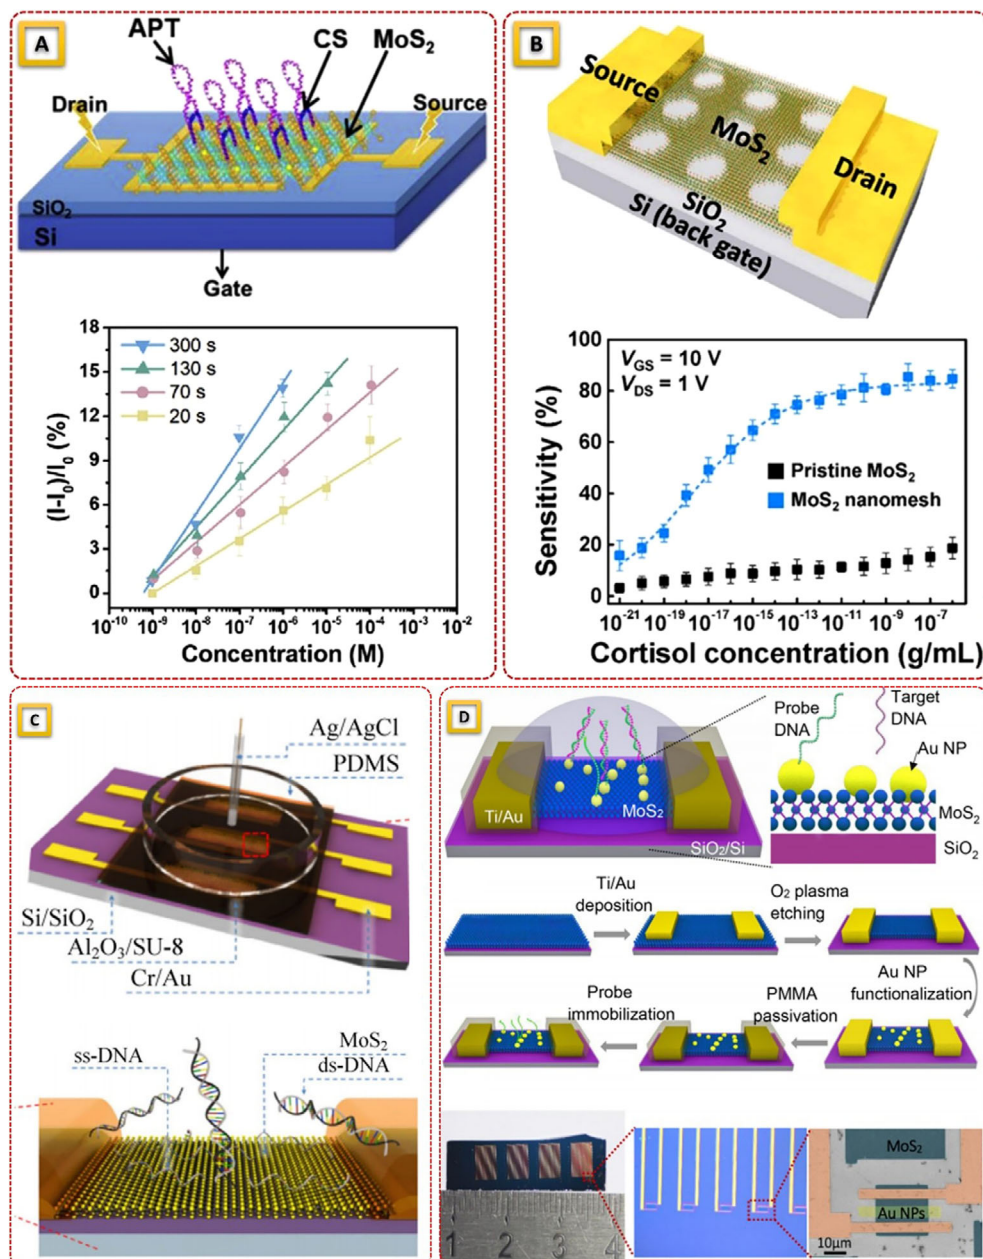 A
APT
CS
MoS₂
Drain
Source
SiO₂
Si
Gate
18
15
12
9
6
3
0
(I-I₀)/I₀ (%)
300 s
130 s
70 s
20 s
10⁻¹⁰ 10⁻⁹ 10⁻⁸ 10⁻⁷ 10⁻⁶ 10⁻⁵ 10⁻⁴ 10⁻³ 10⁻²
Concentration (M)
B
Source
MoS₂
Drain
SiO₂
Si (back gate)
V_GS = 10 V
V_DS = 1 V
100
80
60
40
20
0
Sensitivity (%)
Pristine MoS₂
MoS₂ nanomesh
10⁻²¹ 10⁻¹⁹ 10⁻¹⁷ 10⁻¹⁵ 10⁻¹³ 10⁻¹¹ 10⁻⁹ 10⁻⁷
Cortisol concentration (g/mL)
C
Ag/AgCl
PDMS
Si/SiO₂
Al₂O₃/SU-8
Cr/Au
ss-DNA
MoS₂
ds-DNA
D
Ti/Au
MoS₂
SiO₂/Si
Probe
DNA
Target
DNA
Au NP
MoS₂
SiO₂
Ti/Au
deposition
O₂ plasma
etching
Au NP
functionalization
PMMA
passivation
Probe
immobilization
1 2 3 4
MoS₂
Au NPs
10μm